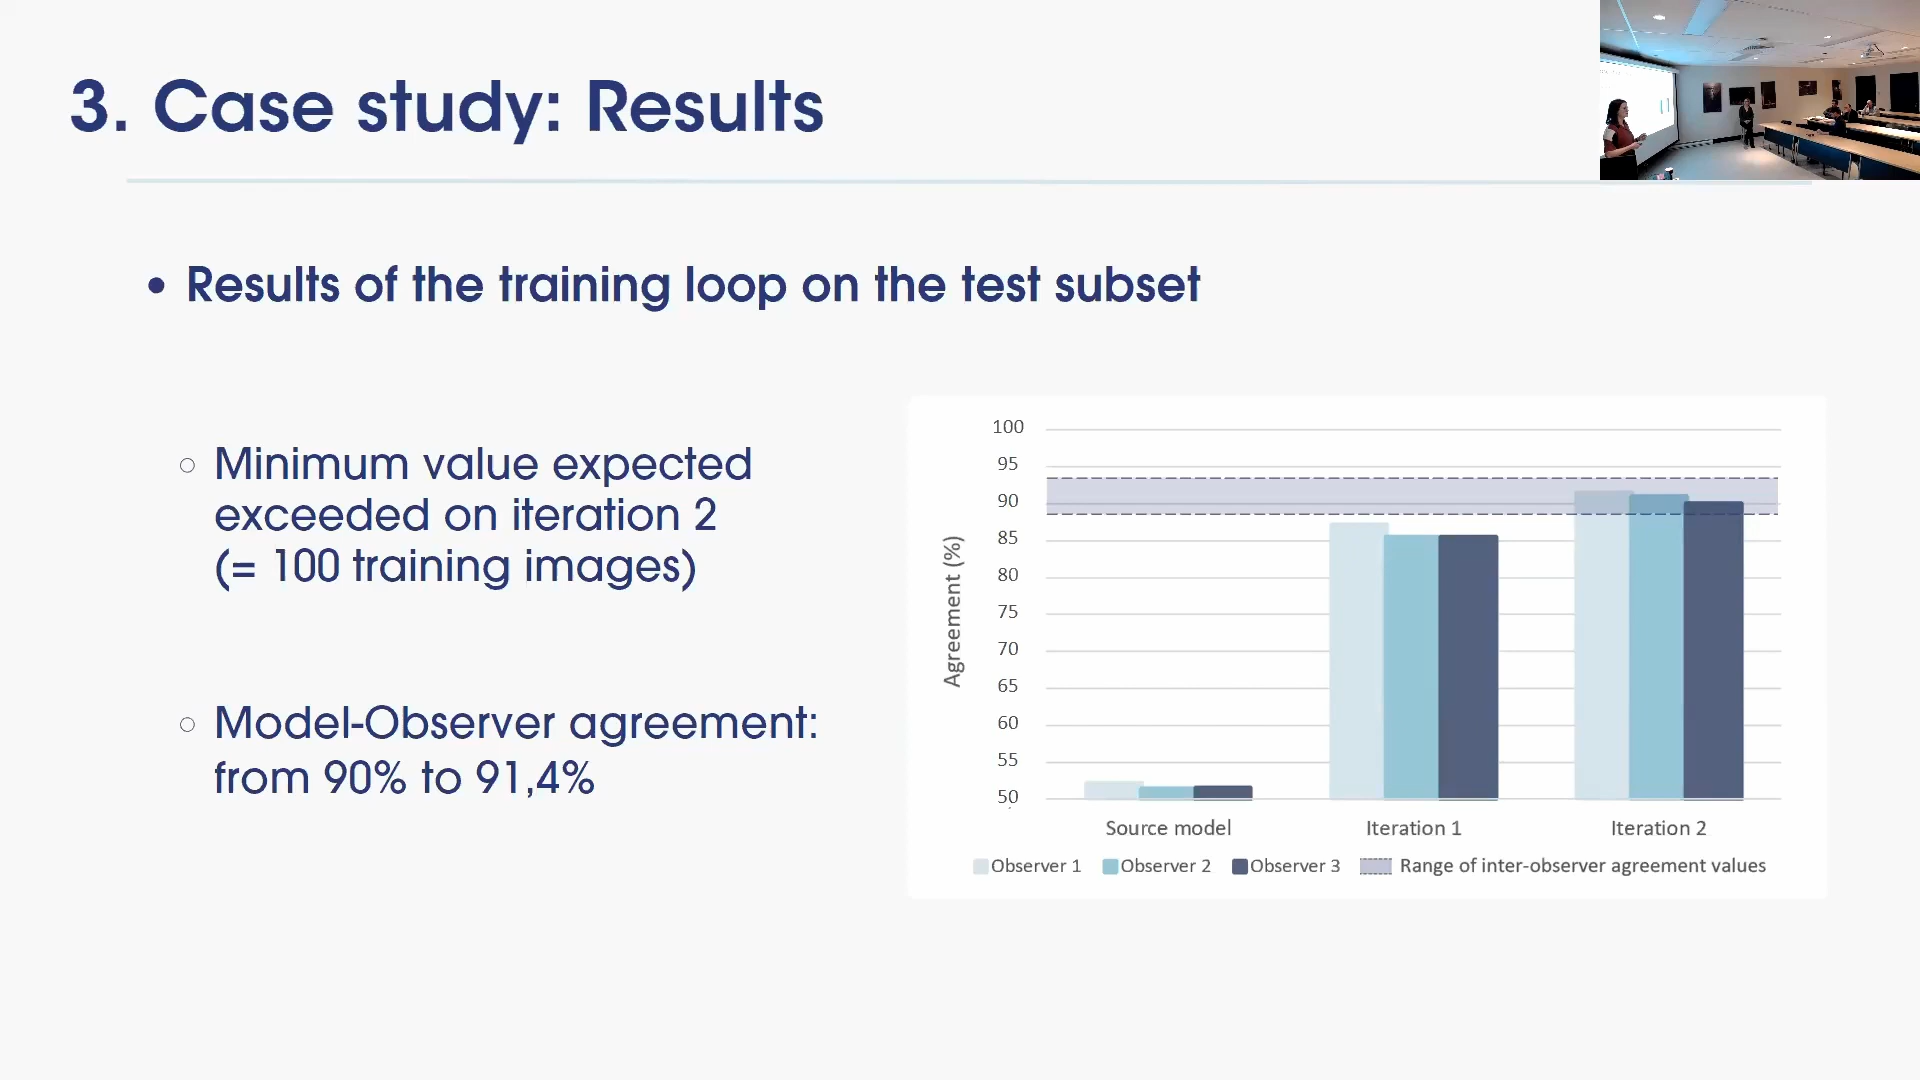 3. Case study: Results
• Results of the training loop on the test subset
○ Minimum value expected
exceeded on iteration 2
(= 100 training images)
○ Model-Observer agreement:
from 90% to 91,4%
Agreement (%)
100
95
90
85
80
75
70
65
60
55
50
Source model
Iteration 1
Iteration 2
Observer 1
Observer 2
Observer 3
Range of inter-observer agreement values